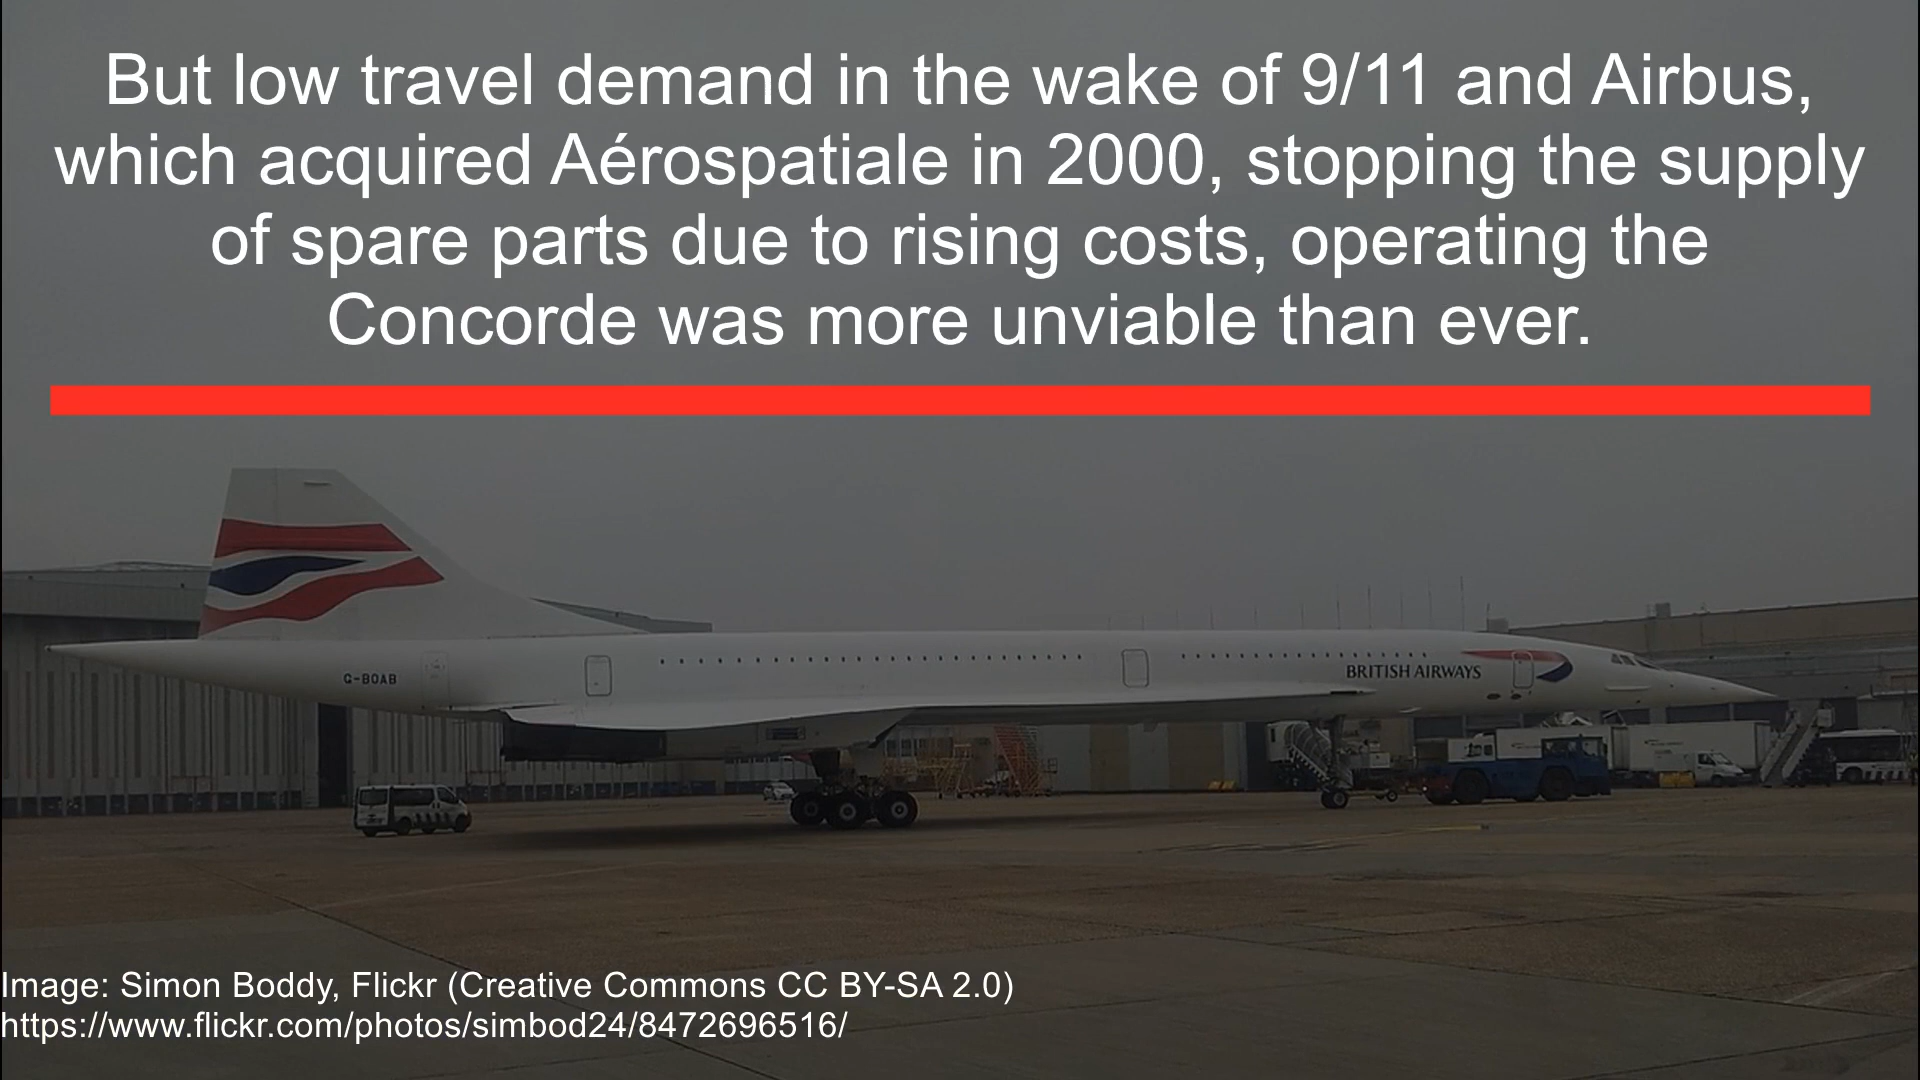 But low travel demand in the wake of 9/11 and Airbus,
which acquired Aérospatiale in 2000, stopping the supply
of spare parts due to rising costs, operating the
Concorde was more unviable than ever.
G-BOAB
BRITISH AIRWAYS
Image: Simon Boddy, Flickr (Creative Commons CC BY-SA 2.0)
https://www.flickr.com/photos/simbod24/8472696516/